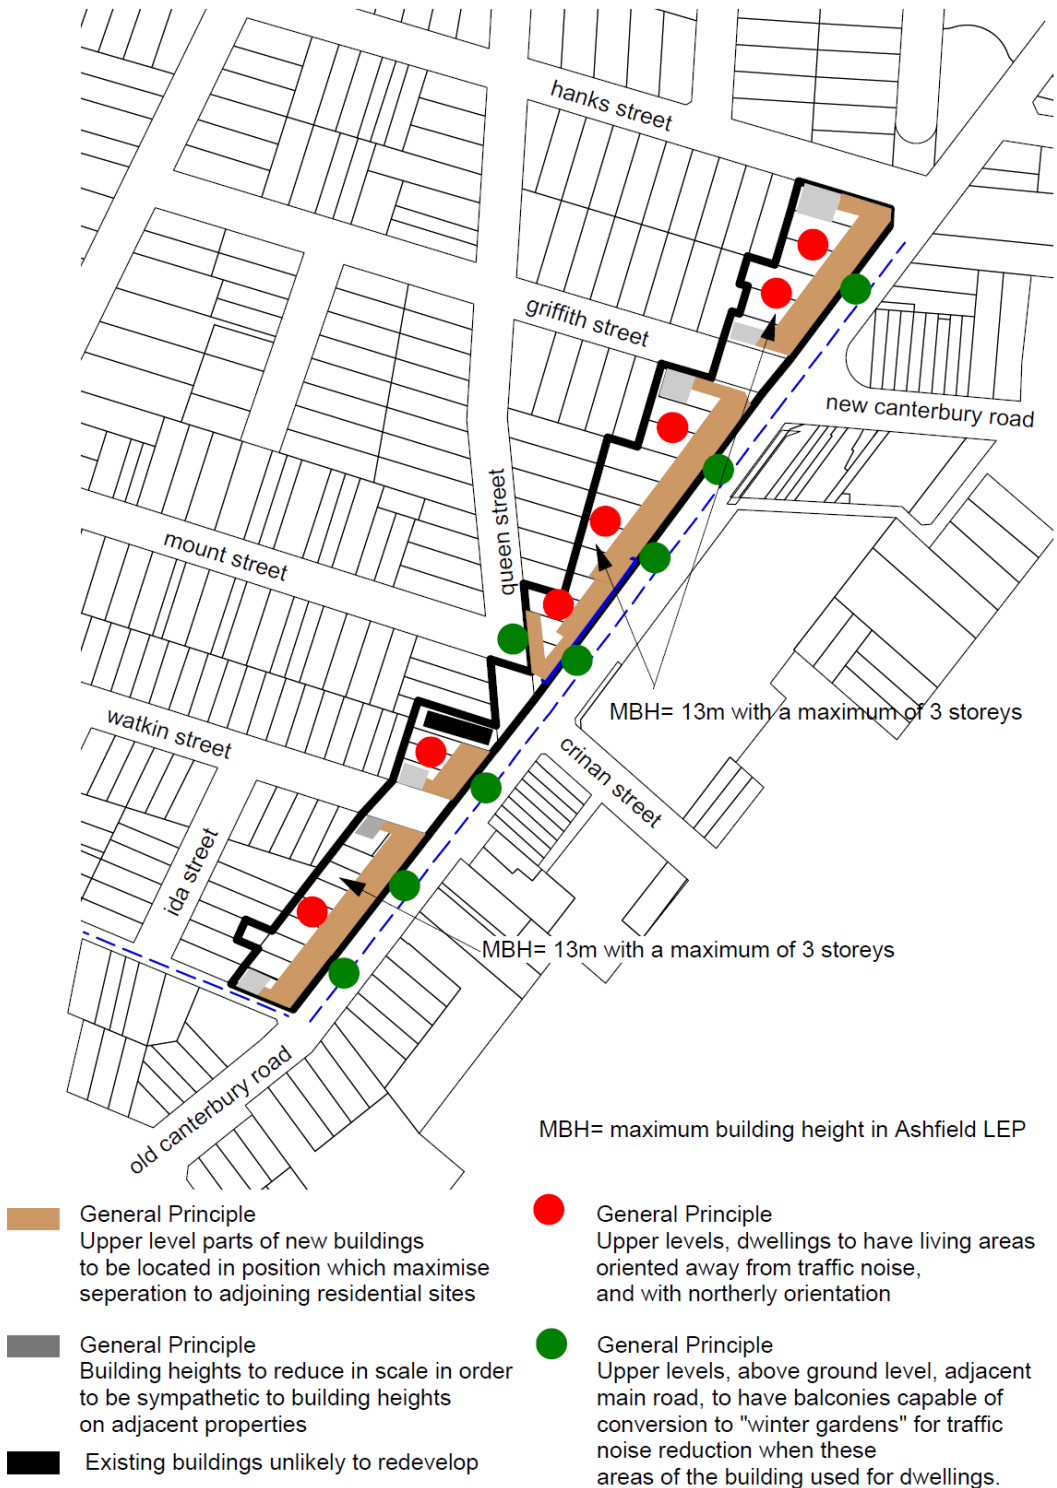 hanks street
griffith street
new canterbury road
queen street
mount street
MBH= 13m with a maximum of 3 storeys
watkin street
crinan street
ida street
MBH= 13m with a maximum of 3 storeys
old canterbury road
MBH= maximum building height in Ashfield LEP
General Principle
Upper level parts of new buildings
to be located in position which maximise
seperation to adjoining residential sites
General Principle
Building heights to reduce in scale in order
to be sympathetic to building heights
on adjacent properties
Existing buildings unlikely to redevelop
General Principle
Upper levels, dwellings to have living areas
oriented away from traffic noise,
and with northerly orientation
General Principle
Upper levels, above ground level, adjacent
main road, to have balconies capable of
conversion to "winter gardens" for traffic
noise reduction when these
areas of the building used for dwellings.